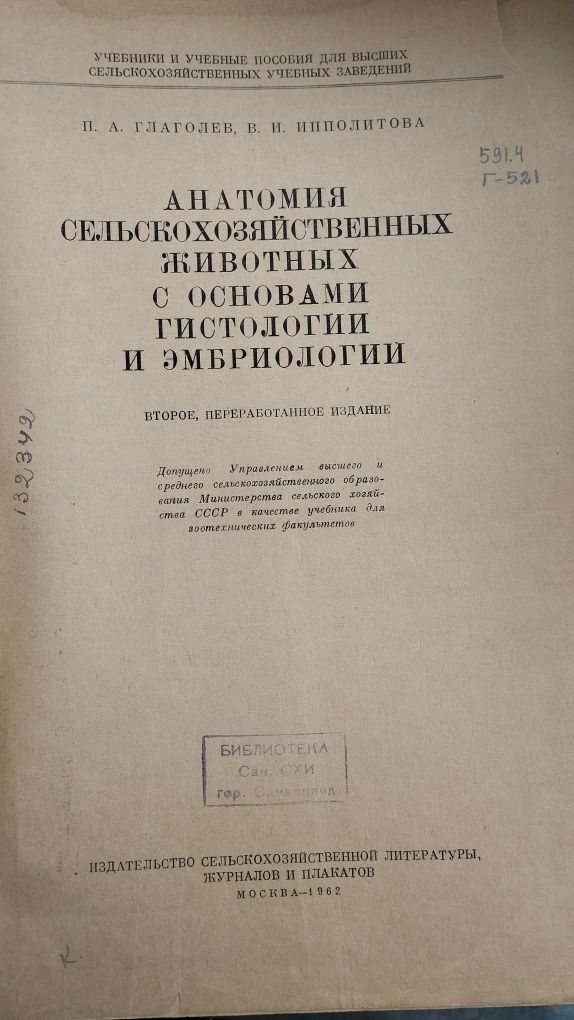 УЧЕБНИКИ И УЧЕБНЫЕ ПОСОБИЯ ДЛЯ ВЫСШИХ
СЕЛЬСКОХОЗЯЙСТВЕННЫХ УЧЕБНЫХ ЗАВЕДЕНИЙ
П. А. ГЛАГОЛЕВ, В. И. ИППОЛИТОВА
591.4
Г-521
АНАТОМИЯ
СЕЛЬСКОХОЗЯЙСТВЕННЫХ
ЖИВОТНЫХ
С ОСНОВАМИ
ГИСТОЛОГИИ
И ЭМБРИОЛОГИИ
ВТОРОЕ, ПЕРЕРАБОТАННОЕ ИЗДАНИЕ
132342
Допущено Управлением высшего и
среднего сельскохозяйственного образо-
вания Министерства сельского хозяй-
ства СССР в качестве учебника для
зоотехнических факультетов
БИБЛИОТЕКА
Сам. СХИ
гор. Самарканд
ИЗДАТЕЛЬСТВО СЕЛЬСКОХОЗЯЙСТВЕННОЙ ЛИТЕРАТУРЫ,
ЖУРНАЛОВ И ПЛАКАТОВ
МОСКВА—1962
К.